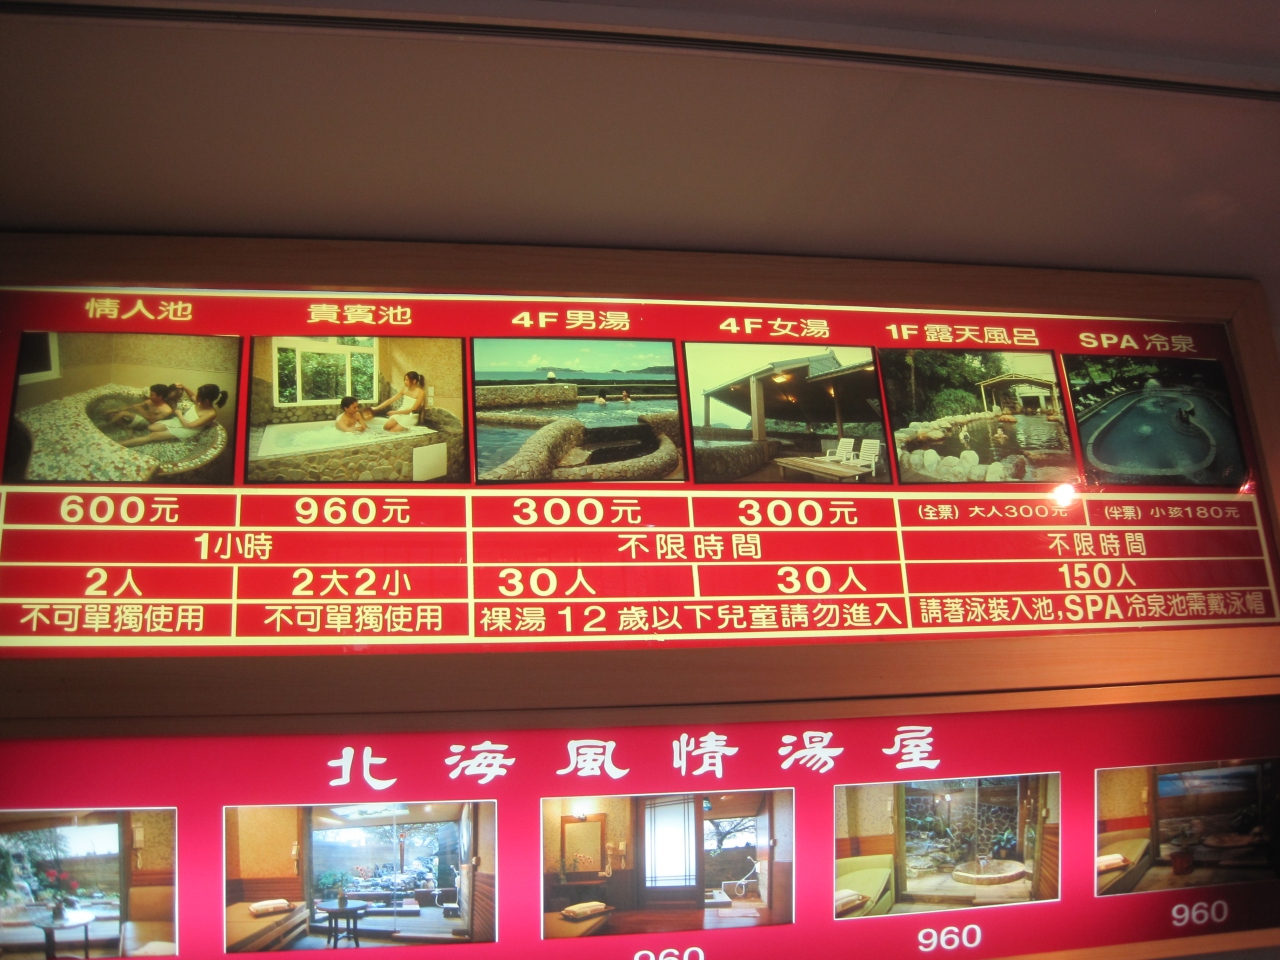 情人池 貴賓池 4F男湯 4F女湯 1F露天風呂 SPA冷泉
600元 960元 300元 300元 (全票)大人300元 (半票)小孩180元
1小時 不限時間 不限時間
2人 2大2小 30人 30人 150人
不可單獨使用 不可單獨使用 裸湯12歲以下兒童請勿進入 請著泳裝入池,SPA冷泉池需戴泳帽
北海風情湯屋
960 960 960